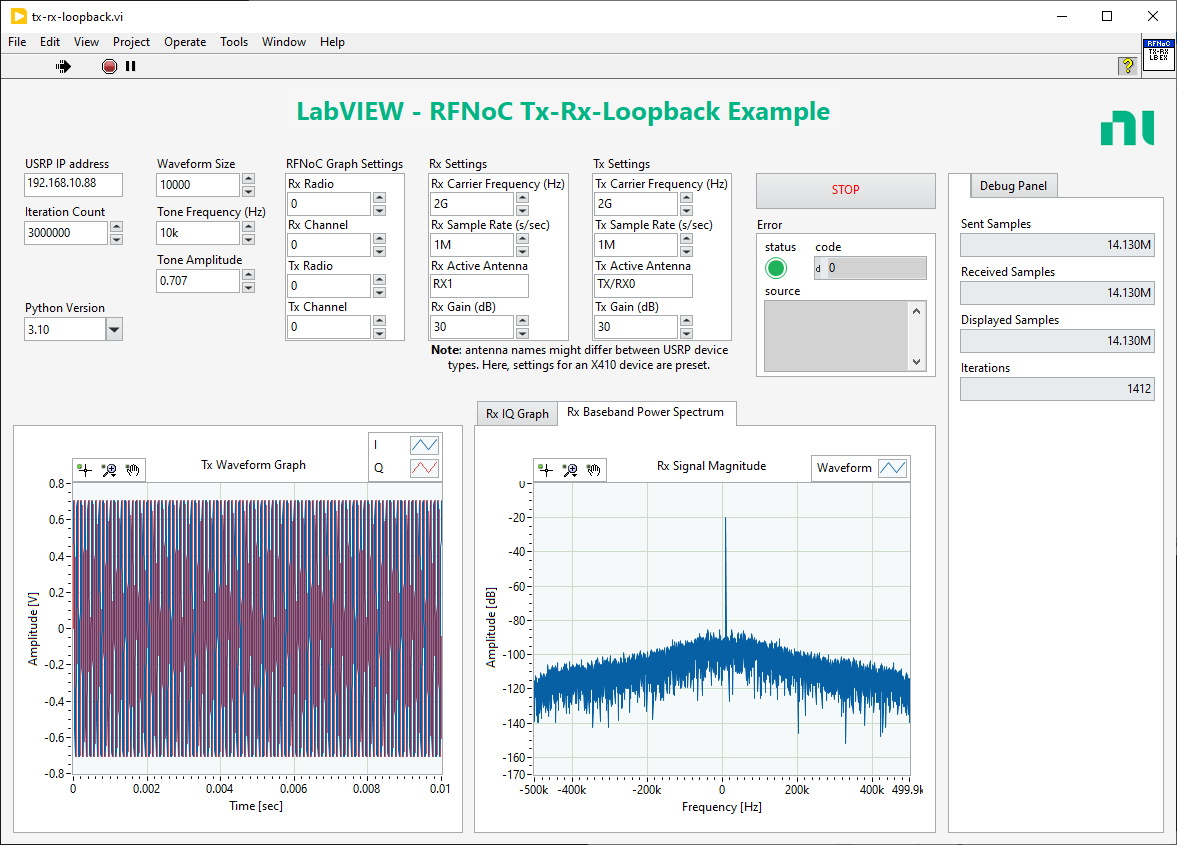 tx-rx-loopback.vi
File Edit View Project Operate Tools Window Help
RFNoC
TX-RX
LB EX
LabVIEW - RFNoC Tx-Rx-Loopback Example
USRP IP address
192.168.10.88
Iteration Count
3000000
Python Version
3.10
Waveform Size
10000
Tone Frequency (Hz)
10k
Tone Amplitude
0.707
RFNoC Graph Settings
Rx Radio
0
Rx Channel
0
Tx Radio
0
Tx Channel
0
Rx Settings
Rx Carrier Frequency (Hz)
2G
Rx Sample Rate (s/sec)
1M
Rx Active Antenna
RX1
Rx Gain (dB)
30
Tx Settings
Tx Carrier Frequency (Hz)
2G
Tx Sample Rate (s/sec)
1M
Tx Active Antenna
TX/RX0
Tx Gain (dB)
30
Note: antenna names might differ between USRP device
types. Here, settings for an X410 device are preset.
STOP
Error
status code
d 0
source
Debug Panel
Sent Samples
14.130M
Received Samples
14.130M
Displayed Samples
14.130M
Iterations
1412
Tx Waveform Graph
I
Q
Amplitude [V]
0.8
0.6
0.4
0.2
0
-0.2
-0.4
-0.6
-0.8
0 0.002 0.004 0.006 0.008 0.01
Time [sec]
Rx IQ Graph Rx Baseband Power Spectrum
Rx Signal Magnitude
Waveform
Amplitude [dB]
0
-20
-40
-60
-80
-100
-120
-140
-160
-170
-500k -400k -200k 0 200k 400k 499.9k
Frequency [Hz]